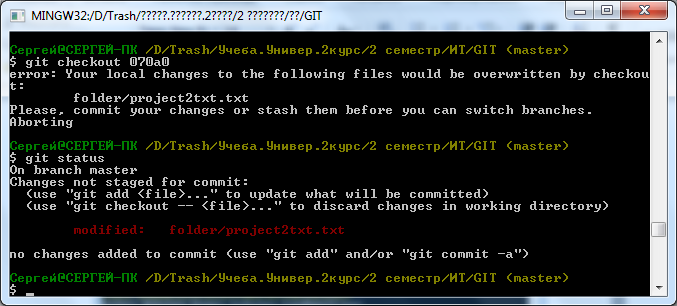 MINGW32:/D/Trash/?????.??????.2????/2 ???????/??/GIT
Сергей@СЕРГЕЙ-ПК /D/Trash/Учеба.Универ.2курс/2 семестр/ИТ/GIT (master)
$ git checkout 070a0
error: Your local changes to the following files would be overwritten by checkou
t:
folder/project2txt.txt
Please, commit your changes or stash them before you can switch branches.
Aborting
Сергей@СЕРГЕЙ-ПК /D/Trash/Учеба.Универ.2курс/2 семестр/ИТ/GIT (master)
$ git status
On branch master
Changes not staged for commit:
(use "git add <file>..." to update what will be committed)
(use "git checkout -- <file>..." to discard changes in working directory)
modified:   folder/project2txt.txt
no changes added to commit (use "git add" and/or "git commit -a")
Сергей@СЕРГЕЙ-ПК /D/Trash/Учеба.Универ.2курс/2 семестр/ИТ/GIT (master)
$ _